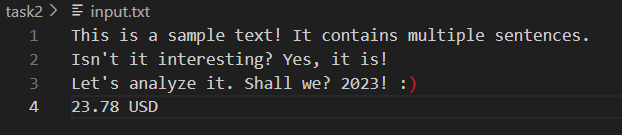 task2 > input.txt
1 This is a sample text! It contains multiple sentences.
2 Isn't it interesting? Yes, it is!
3 Let's analyze it. Shall we? 2023! :)
4 23.78 USD